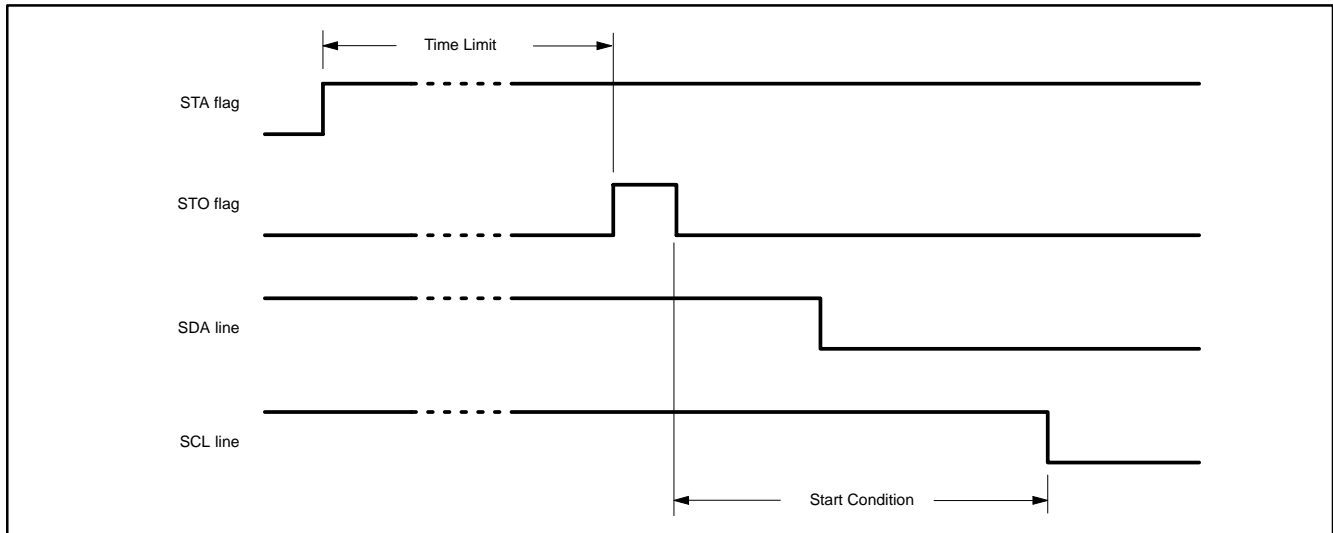 Time Limit
STA flag
STO flag
SDA line
SCL line
Start Condition